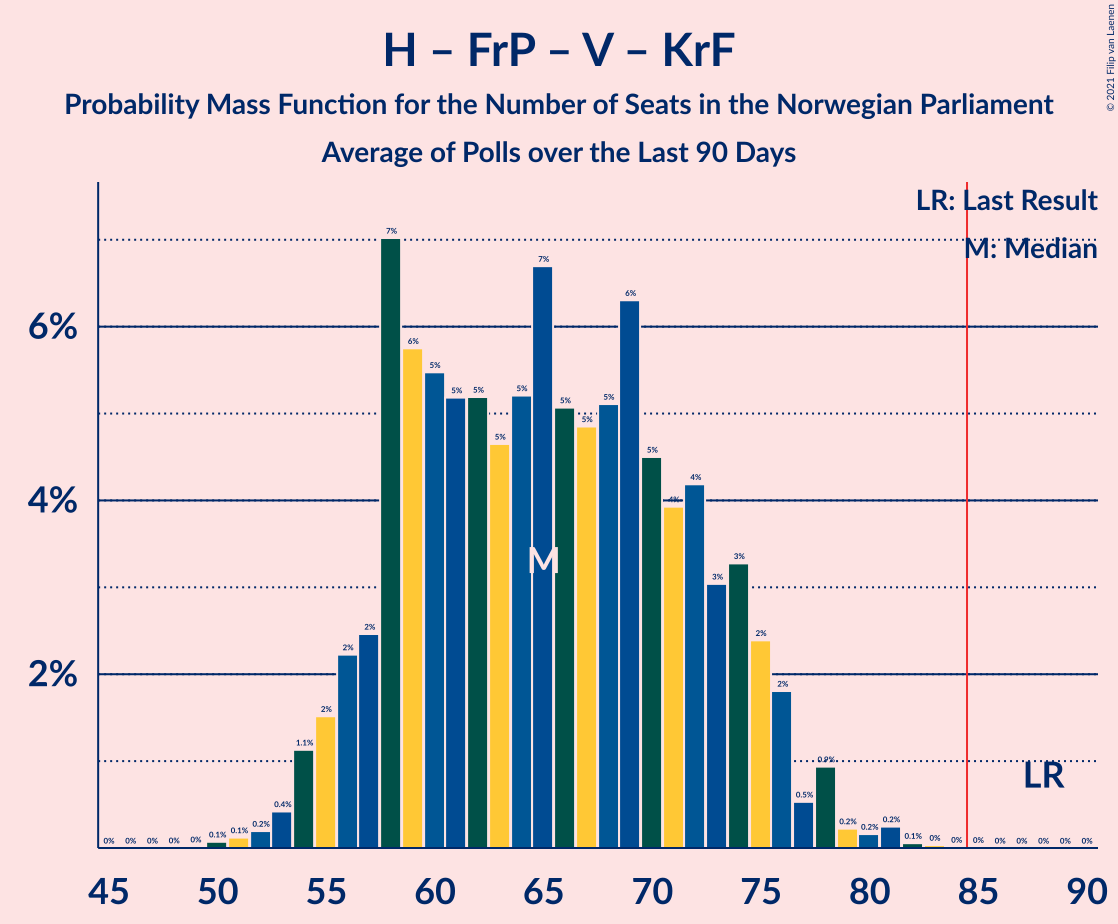 © 2021 Filip van Laenen
H – FrP – V – KrF
Probability Mass Function for the Number of Seats in the Norwegian Parliament
Average of Polls over the Last 90 Days
LR: Last Result
M: Median
6%
4%
2%
0% 0% 0% 0% 0% 0.1% 0.1% 0.2% 0.4% 1.1% 2% 2% 2% 7% 6% 5% 5% 5% 5% 5% 7% 5% 5% 5% 6% 5% 4% 4% 3% 3% 2% 2% 0.5% 0.9% 0.2% 0.2% 0.2% 0.1% 0% 0% 0% 0% 0% 0% 0% 0%
M
LR
45 50 55 60 65 70 75 80 85 90